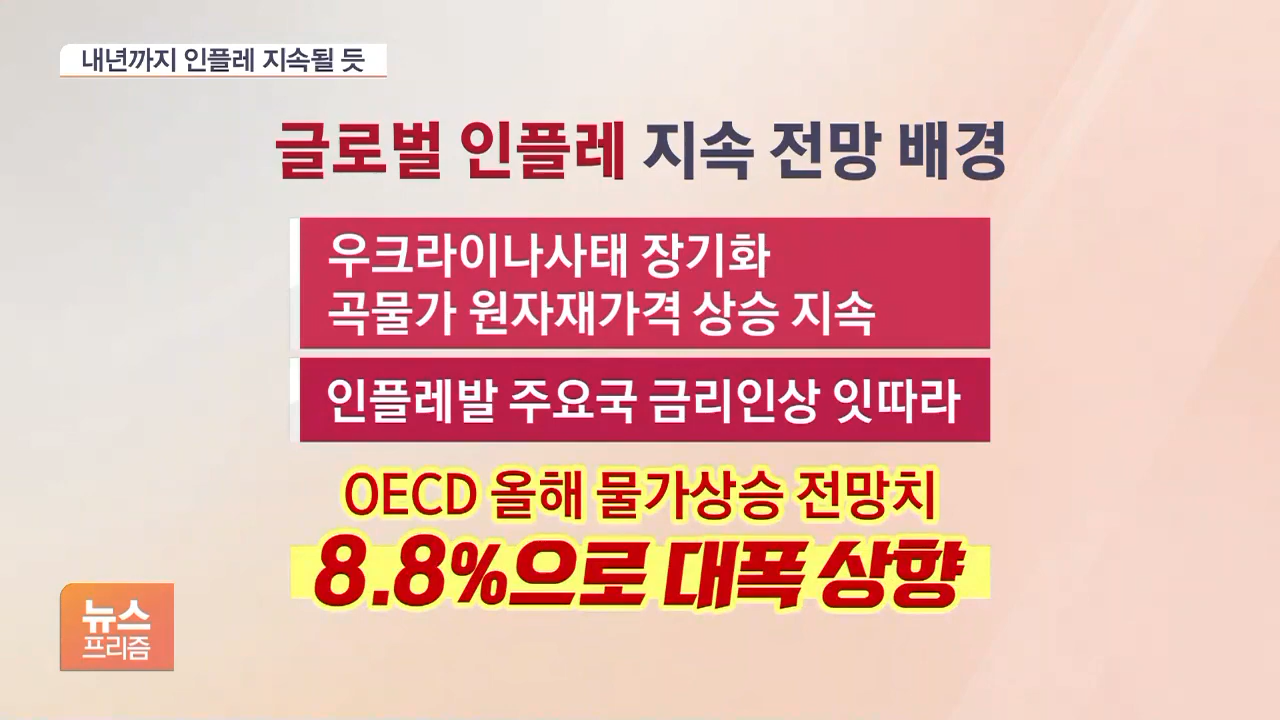 내년까지 인플레 지속될 듯
글로벌 인플레 지속 전망 배경
우크라이나사태 장기화
곡물가 원자재가격 상승 지속
인플레발 주요국 금리인상 잇따라
OECD 올해 물가상승 전망치
8.8%으로 대폭 상향
뉴스
프리즘